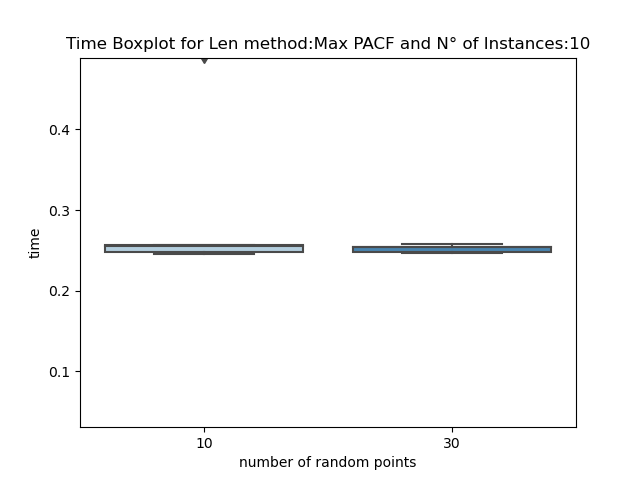 Time Boxplot for Len method:Max PACF and N° of Instances:10
0.4
0.3
time
0.2
0.1
10 30
number of random points